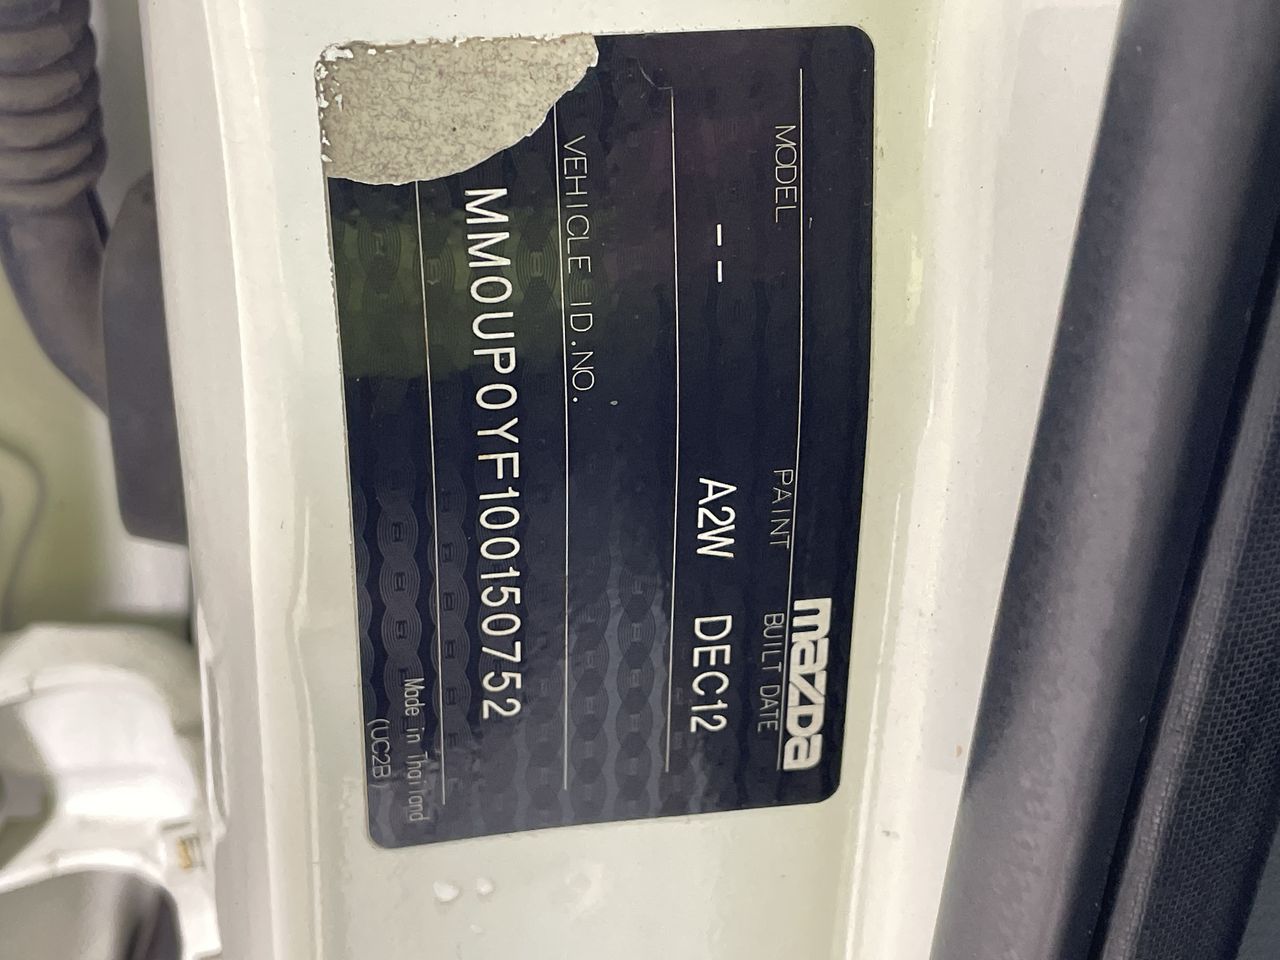 mazda
MODEL PAINT BUILT DATE
-- A2W DEC12
VEHICLE ID.NO.
MM0UP0YF100150752
Made in Thailand
(UC2B)